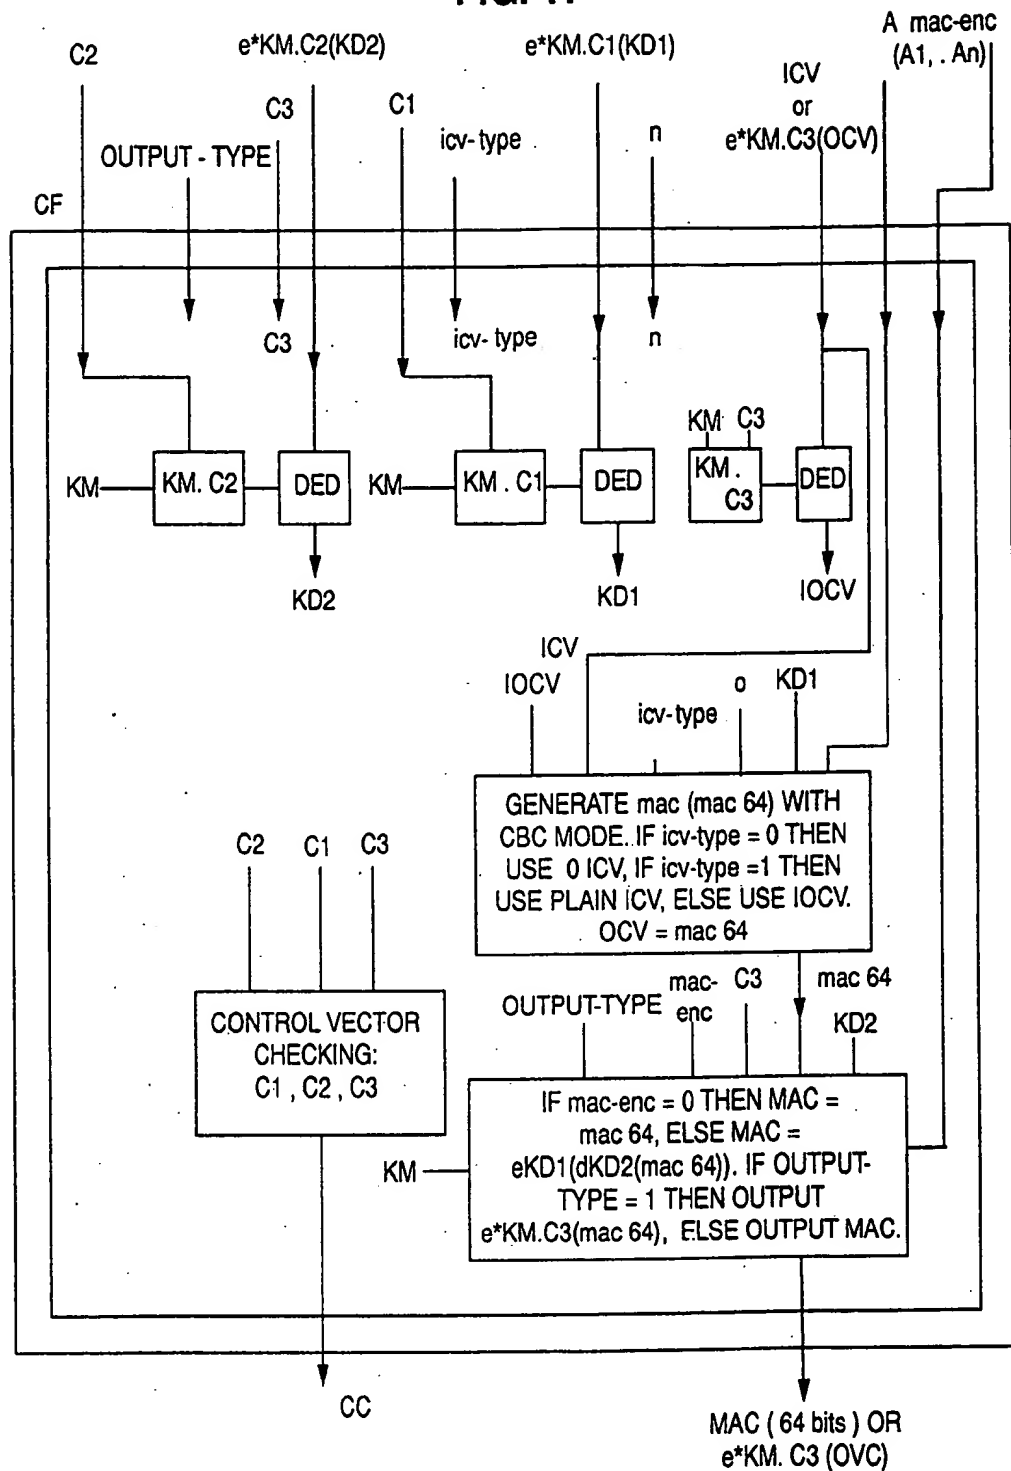 C2
e*KM.C2(KD2)
e*KM.C1(KD1)
A mac-enc
(A1, . An)
C3
C1
ICV
or
e*KM.C3(OCV)
OUTPUT - TYPE
icv-type
n
CF
C3
icv- type
n
KM
KM. C2
DED
KM
KM . C1
DED
KM C3
KM .
C3
DED
KD2
KD1
IOCV
ICV
IOCV
icv-type
o
KD1
GENERATE mac (mac 64) WITH
CBC MODE. IF icv-type = 0 THEN
USE 0 ICV, IF icv-type =1 THEN
USE PLAIN ICV, ELSE USE IOCV.
OCV = mac 64
C2
C1
C3
CONTROL VECTOR
CHECKING:
C1 , C2 , C3
OUTPUT-TYPE
mac-
enc
C3
mac 64
KD2
KM
IF mac-enc = 0 THEN MAC =
mac 64, ELSE MAC =
eKD1(dKD2(mac 64)). IF OUTPUT-
TYPE = 1 THEN OUTPUT
e*KM.C3(mac 64), ELSE OUTPUT MAC.
CC
MAC ( 64 bits ) OR
e*KM. C3 (OVC)